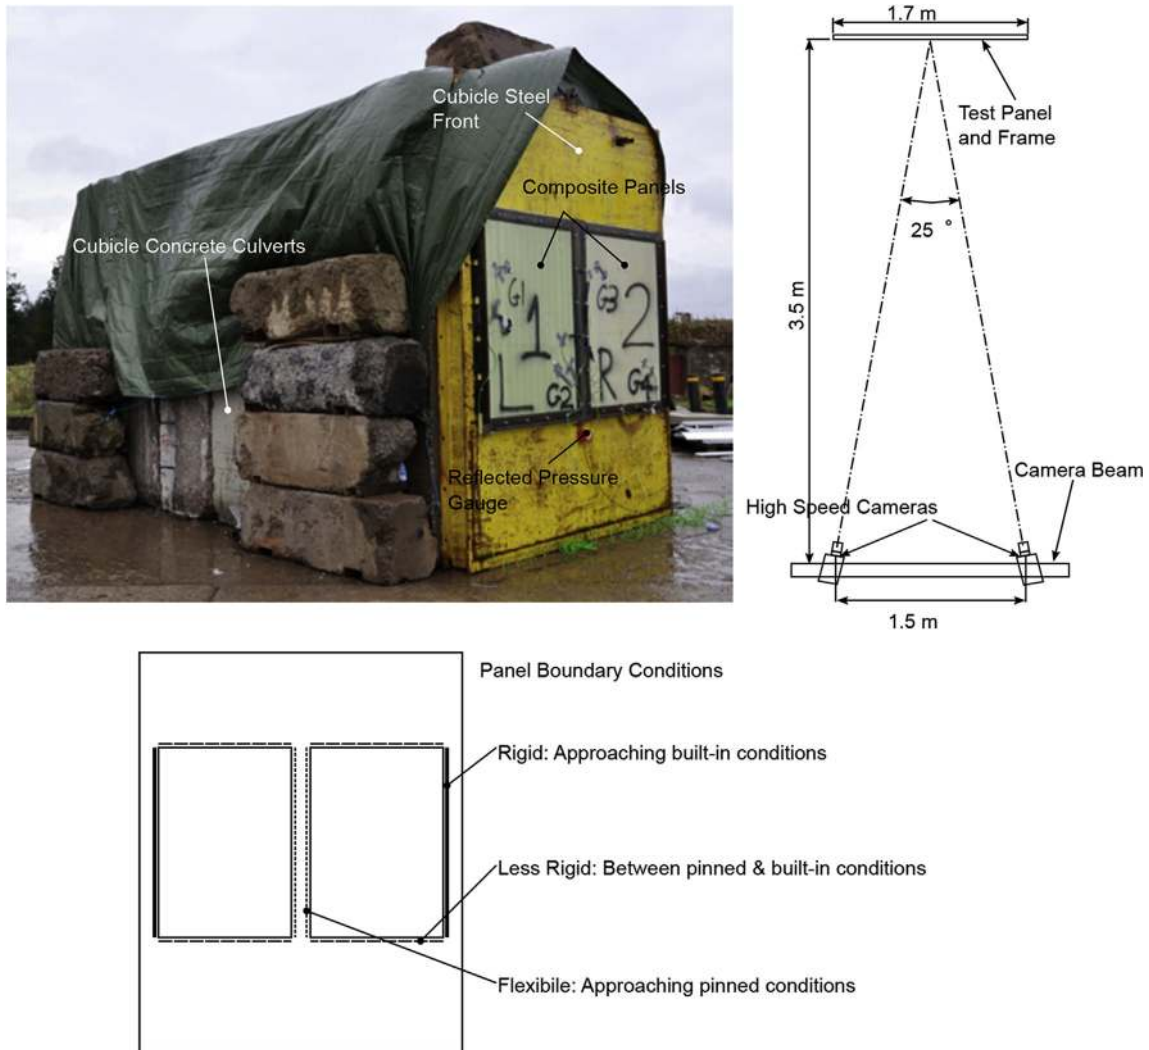 Cubicle Steel
Front
Composite Panels
Cubicle Concrete Culverts
G1
1
L
G2
G3
2
R
G4
Reflected Pressure
Gauge
1.7 m
Test Panel
and Frame
25 °
3.5 m
Camera Beam
High Speed Cameras
1.5 m
Panel Boundary Conditions
Rigid: Approaching built-in conditions
Less Rigid: Between pinned & built-in conditions
Flexibile: Approaching pinned conditions